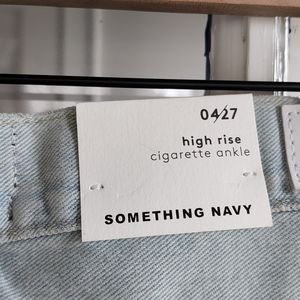 04/27
high rise
cigarette ankle
SOMETHING NAVY